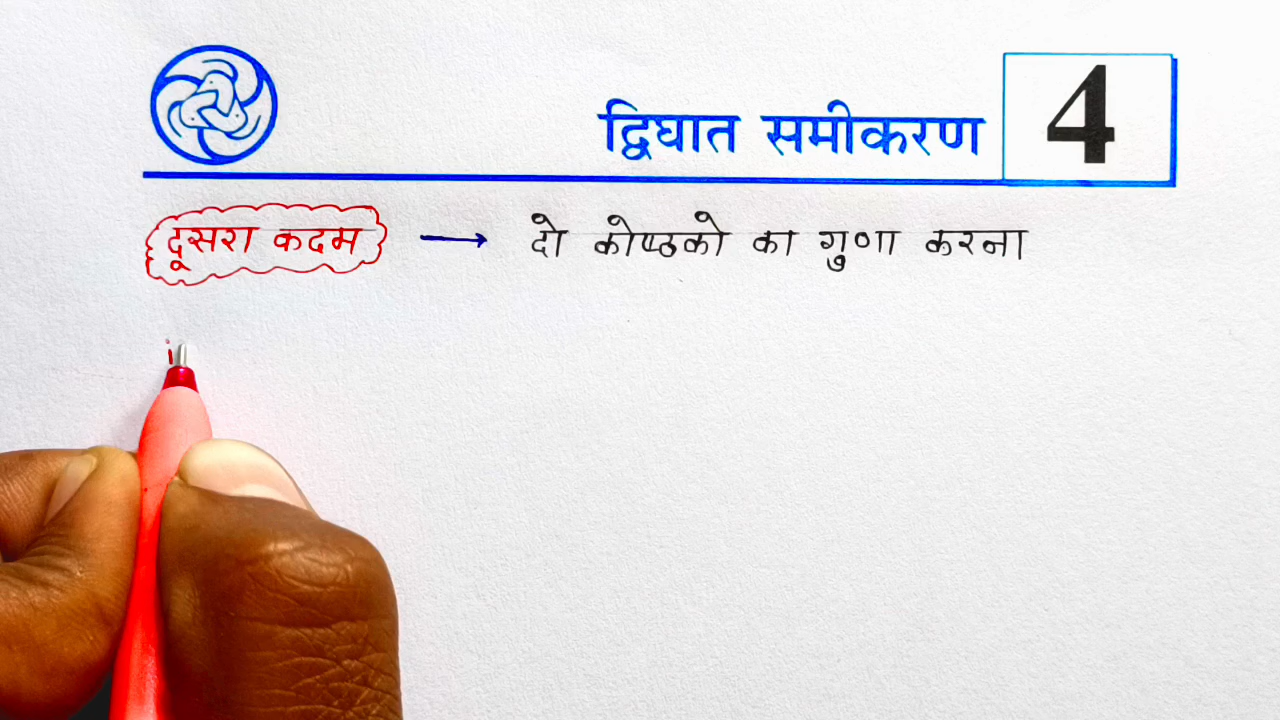 द्विघात समीकरण 4
दूसरा कदम → दो कोष्ठको का गुणा करना
i